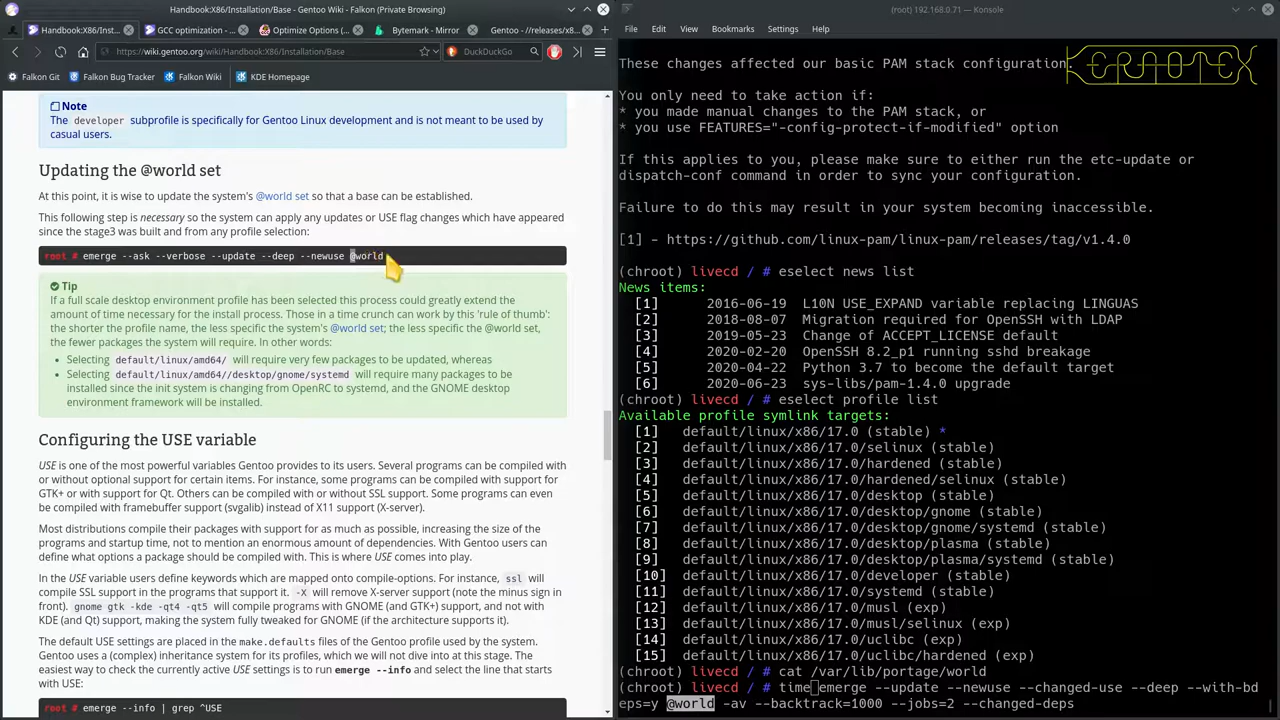 Handbook:X86/Installation/Base - Gentoo Wiki - Falkon (Private Browsing)
Handbook:X86/Inst...
GCC optimization - ...
Optimize Options (...
Bytemark - Mirror
Gentoo - //releases/x8...
https://wiki.gentoo.org/wiki/Handbook:X86/Installation/Base
DuckDuckGo
Falkon Git
Falkon Bug Tracker
Falkon Wiki
KDE Homepage
Note
The developer subprofile is specifically for Gentoo Linux development and is not meant to be used by
casual users.
Updating the @world set
At this point, it is wise to update the system's @world set so that a base can be established.
This following step is necessary so the system can apply any updates or USE flag changes which have appeared
since the stage3 was built and from any profile selection:
root # emerge --ask --verbose --update --deep --newuse @world
Tip
If a full scale desktop environment profile has been selected this process could greatly extend the
amount of time necessary for the install process. Those in a time crunch can work by this 'rule of thumb':
the shorter the profile name, the less specific the system's @world set; the less specific the @world set,
the fewer packages the system will require. In other words:
Selecting default/linux/amd64/ will require very few packages to be updated, whereas
Selecting default/linux/amd64//desktop/gnome/systemd will require many packages to be
installed since the init system is changing from OpenRC to systemd, and the GNOME desktop
environment framework will be installed.
Configuring the USE variable
USE is one of the most powerful variables Gentoo provides to its users. Several programs can be compiled with
or without optional support for certain items. For instance, some programs can be compiled with support for
GTK+ or with support for Qt. Others can be compiled with or without SSL support. Some programs can even
be compiled with framebuffer support (svgalib) instead of X11 support (X-server).
Most distributions compile their packages with support for as much as possible, increasing the size of the
programs and startup time, not to mention an enormous amount of dependencies. With Gentoo users can
define what options a package should be compiled with. This is where USE comes into play.
In the USE variable users define keywords which are mapped onto compile-options. For instance, ssl will
compile SSL support in the programs that support it. -X will remove X-server support (note the minus sign in
front). gnome gtk -kde -qt4 -qt5 will compile programs with GNOME (and GTK+) support, and not with
KDE (and Qt) support, making the system fully tweaked for GNOME (if the architecture supports it).
The default USE settings are placed in the make.defaults files of the Gentoo profile used by the system.
Gentoo uses a (complex) inheritance system for its profiles, which we will not dive into at this stage. The
easiest way to check the currently active USE settings is to run emerge --info and select the line that starts
with USE:
root # emerge --info | grep ^USE
(root) 192.168.0.71 — Konsole
File Edit View Bookmarks Settings Help
These changes affected our basic PAM stack configuration.
You only need to take action if:
* you made manual changes to the PAM stack, or
* you use FEATURES="-config-protect-if-modified" option
If this applies to you, please make sure to either run the etc-update or
dispatch-conf command in order to sync your configuration.
Failure to do this may result in your system becoming inaccessible.
[1] - https://github.com/linux-pam/linux-pam/releases/tag/v1.4.0
(chroot) livecd / # eselect news list
News items:
[1] 2016-06-19 L10N USE_EXPAND variable replacing LINGUAS
[2] 2018-08-07 Migration required for OpenSSH with LDAP
[3] 2019-05-23 Change of ACCEPT_LICENSE default
[4] 2020-02-20 OpenSSH 8.2_p1 running sshd breakage
[5] 2020-04-22 Python 3.7 to become the default target
[6] 2020-06-23 sys-libs/pam-1.4.0 upgrade
(chroot) livecd / # eselect profile list
Available profile symlink targets:
[1] default/linux/x86/17.0 (stable) *
[2] default/linux/x86/17.0/selinux (stable)
[3] default/linux/x86/17.0/hardened (stable)
[4] default/linux/x86/17.0/hardened/selinux (stable)
[5] default/linux/x86/17.0/desktop (stable)
[6] default/linux/x86/17.0/desktop/gnome (stable)
[7] default/linux/x86/17.0/desktop/gnome/systemd (stable)
[8] default/linux/x86/17.0/desktop/plasma (stable)
[9] default/linux/x86/17.0/desktop/plasma/systemd (stable)
[10] default/linux/x86/17.0/developer (stable)
[11] default/linux/x86/17.0/systemd (stable)
[12] default/linux/x86/17.0/musl (exp)
[13] default/linux/x86/17.0/musl/selinux (exp)
[14] default/linux/x86/17.0/uclibc (exp)
[15] default/linux/x86/17.0/uclibc/hardened (exp)
(chroot) livecd / # cat /var/lib/portage/world
(chroot) livecd / # time emerge --update --newuse --changed-use --deep --with-bd
eps=y @world -av --backtrack=1000 --jobs=2 --changed-deps